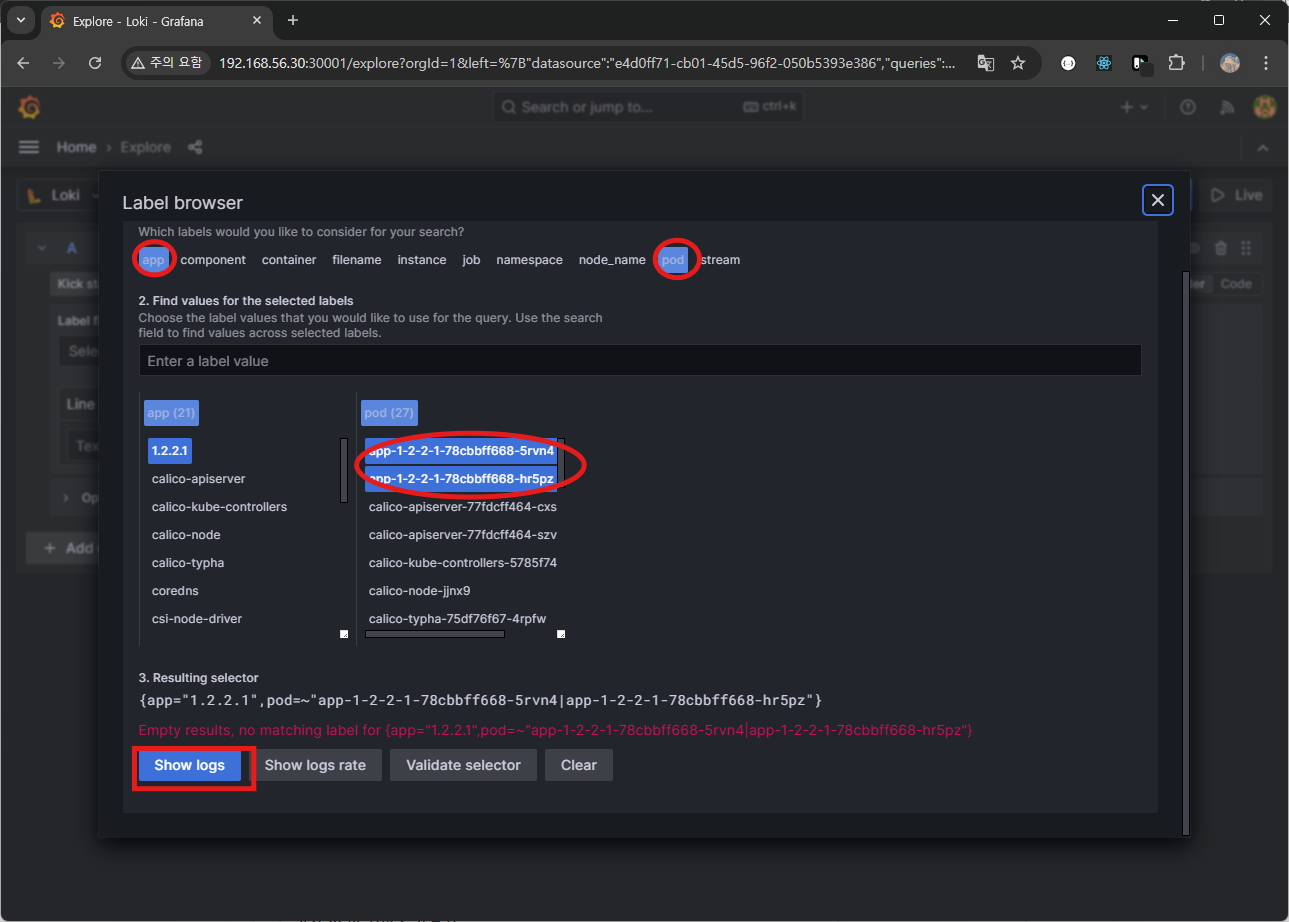 Explore - Loki - Grafana
주의 요함 192.168.56.30:30001/explore?orgId=1&left=%7B"datasource":"e4d0ff71-cb01-45d5-96f2-050b5393e386","queries":...
Search or jump to... ctrl+k
Home Explore
Loki Live
Label browser
Which labels would you like to consider for your search?
A
app component container filename instance job namespace node_name pod stream
Kick st Code
2. Find values for the selected labels
Choose the label values that you would like to use for the query. Use the search
field to find values across selected labels.
Label f
Sele
Enter a label value
Line
Tex
Op
Add
app (21) pod (27)
1.2.2.1 app-1-2-2-1-78cbbff668-5rvn4
calico-apiserver app-1-2-2-1-78cbbff668-hr5pz
calico-kube-controllers calico-apiserver-77fdcff464-cxs
calico-node calico-apiserver-77fdcff464-szv
calico-typha calico-kube-controllers-5785f74
coredns calico-node-jjnx9
csi-node-driver calico-typha-75df76f67-4rpfw
3. Resulting selector
{app="1.2.2.1",pod=~"app-1-2-2-1-78cbbff668-5rvn4|app-1-2-2-1-78cbbff668-hr5pz"}
Empty results, no matching label for {app="1.2.2.1",pod=~"app-1-2-2-1-78cbbff668-5rvn4|app-1-2-2-1-78cbbff668-hr5pz"}
Show logs Show logs rate Validate selector Clear